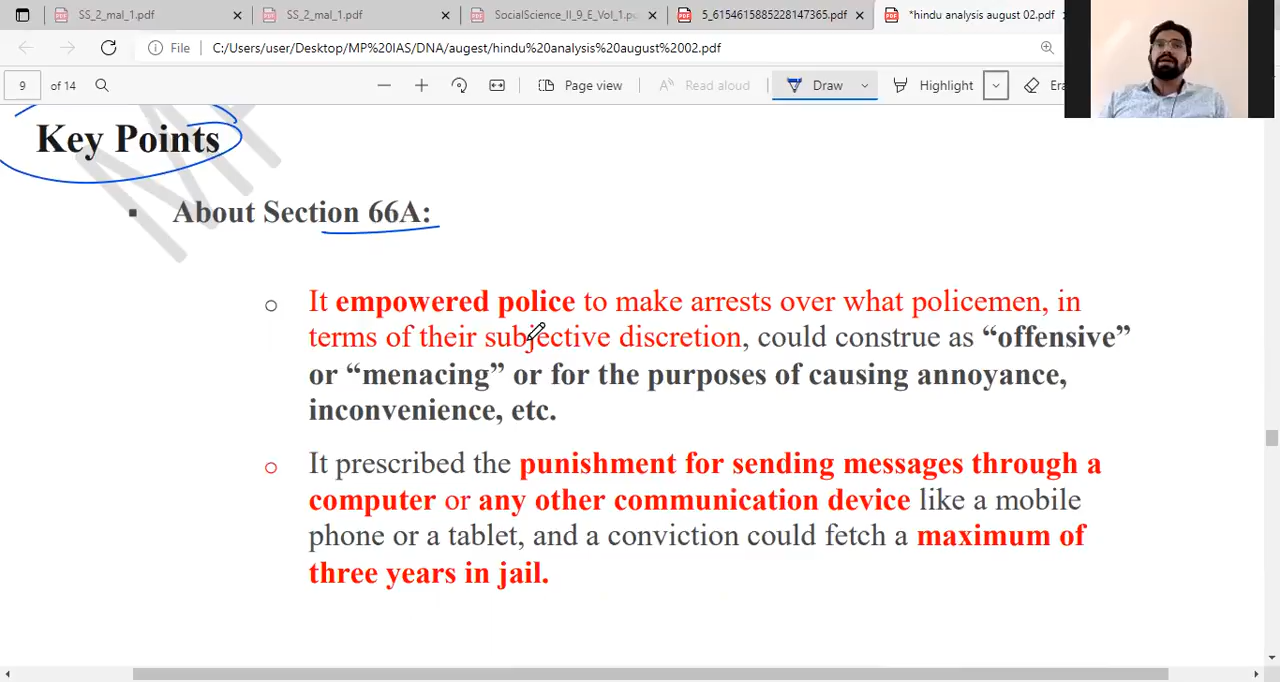 SS_2_mal_1.pdf
SS_2_mal_1.pdf
SocialScience_II_9_E_Vol_1.p
5_6154615885228147365.pdf
*hindu analysis august 02.pdf
File C:/Users/user/Desktop/MP%20IAS/DNA/augest/hindu%20analysis%20august%2002.pdf
9 of 14 Page view Read aloud Draw Highlight
Key Points
▪ About Section 66A:
o It empowered police to make arrests over what policemen, in
terms of their subjective discretion, could construe as “offensive”
or “menacing” or for the purposes of causing annoyance,
inconvenience, etc.
o It prescribed the punishment for sending messages through a
computer or any other communication device like a mobile
phone or a tablet, and a conviction could fetch a maximum of
three years in jail.